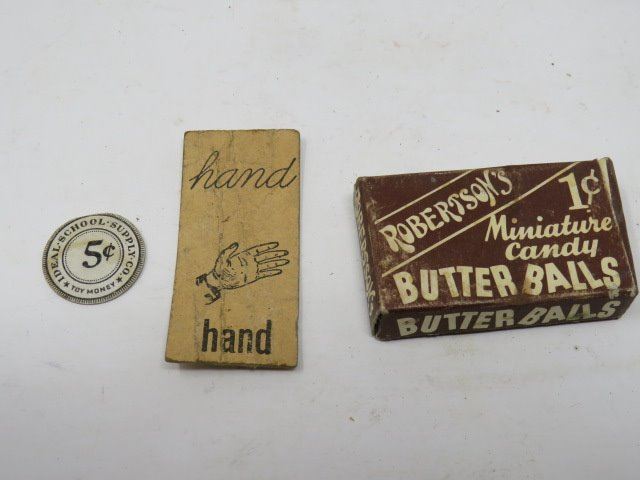 IDEAL·SCHOOL·SUPPLY·CO.
5¢
★ TOY MONEY ★
hand
hand
ROBERTSON'S
1¢
Miniature
Candy
BUTTER BALLS
BUTTER BALLS